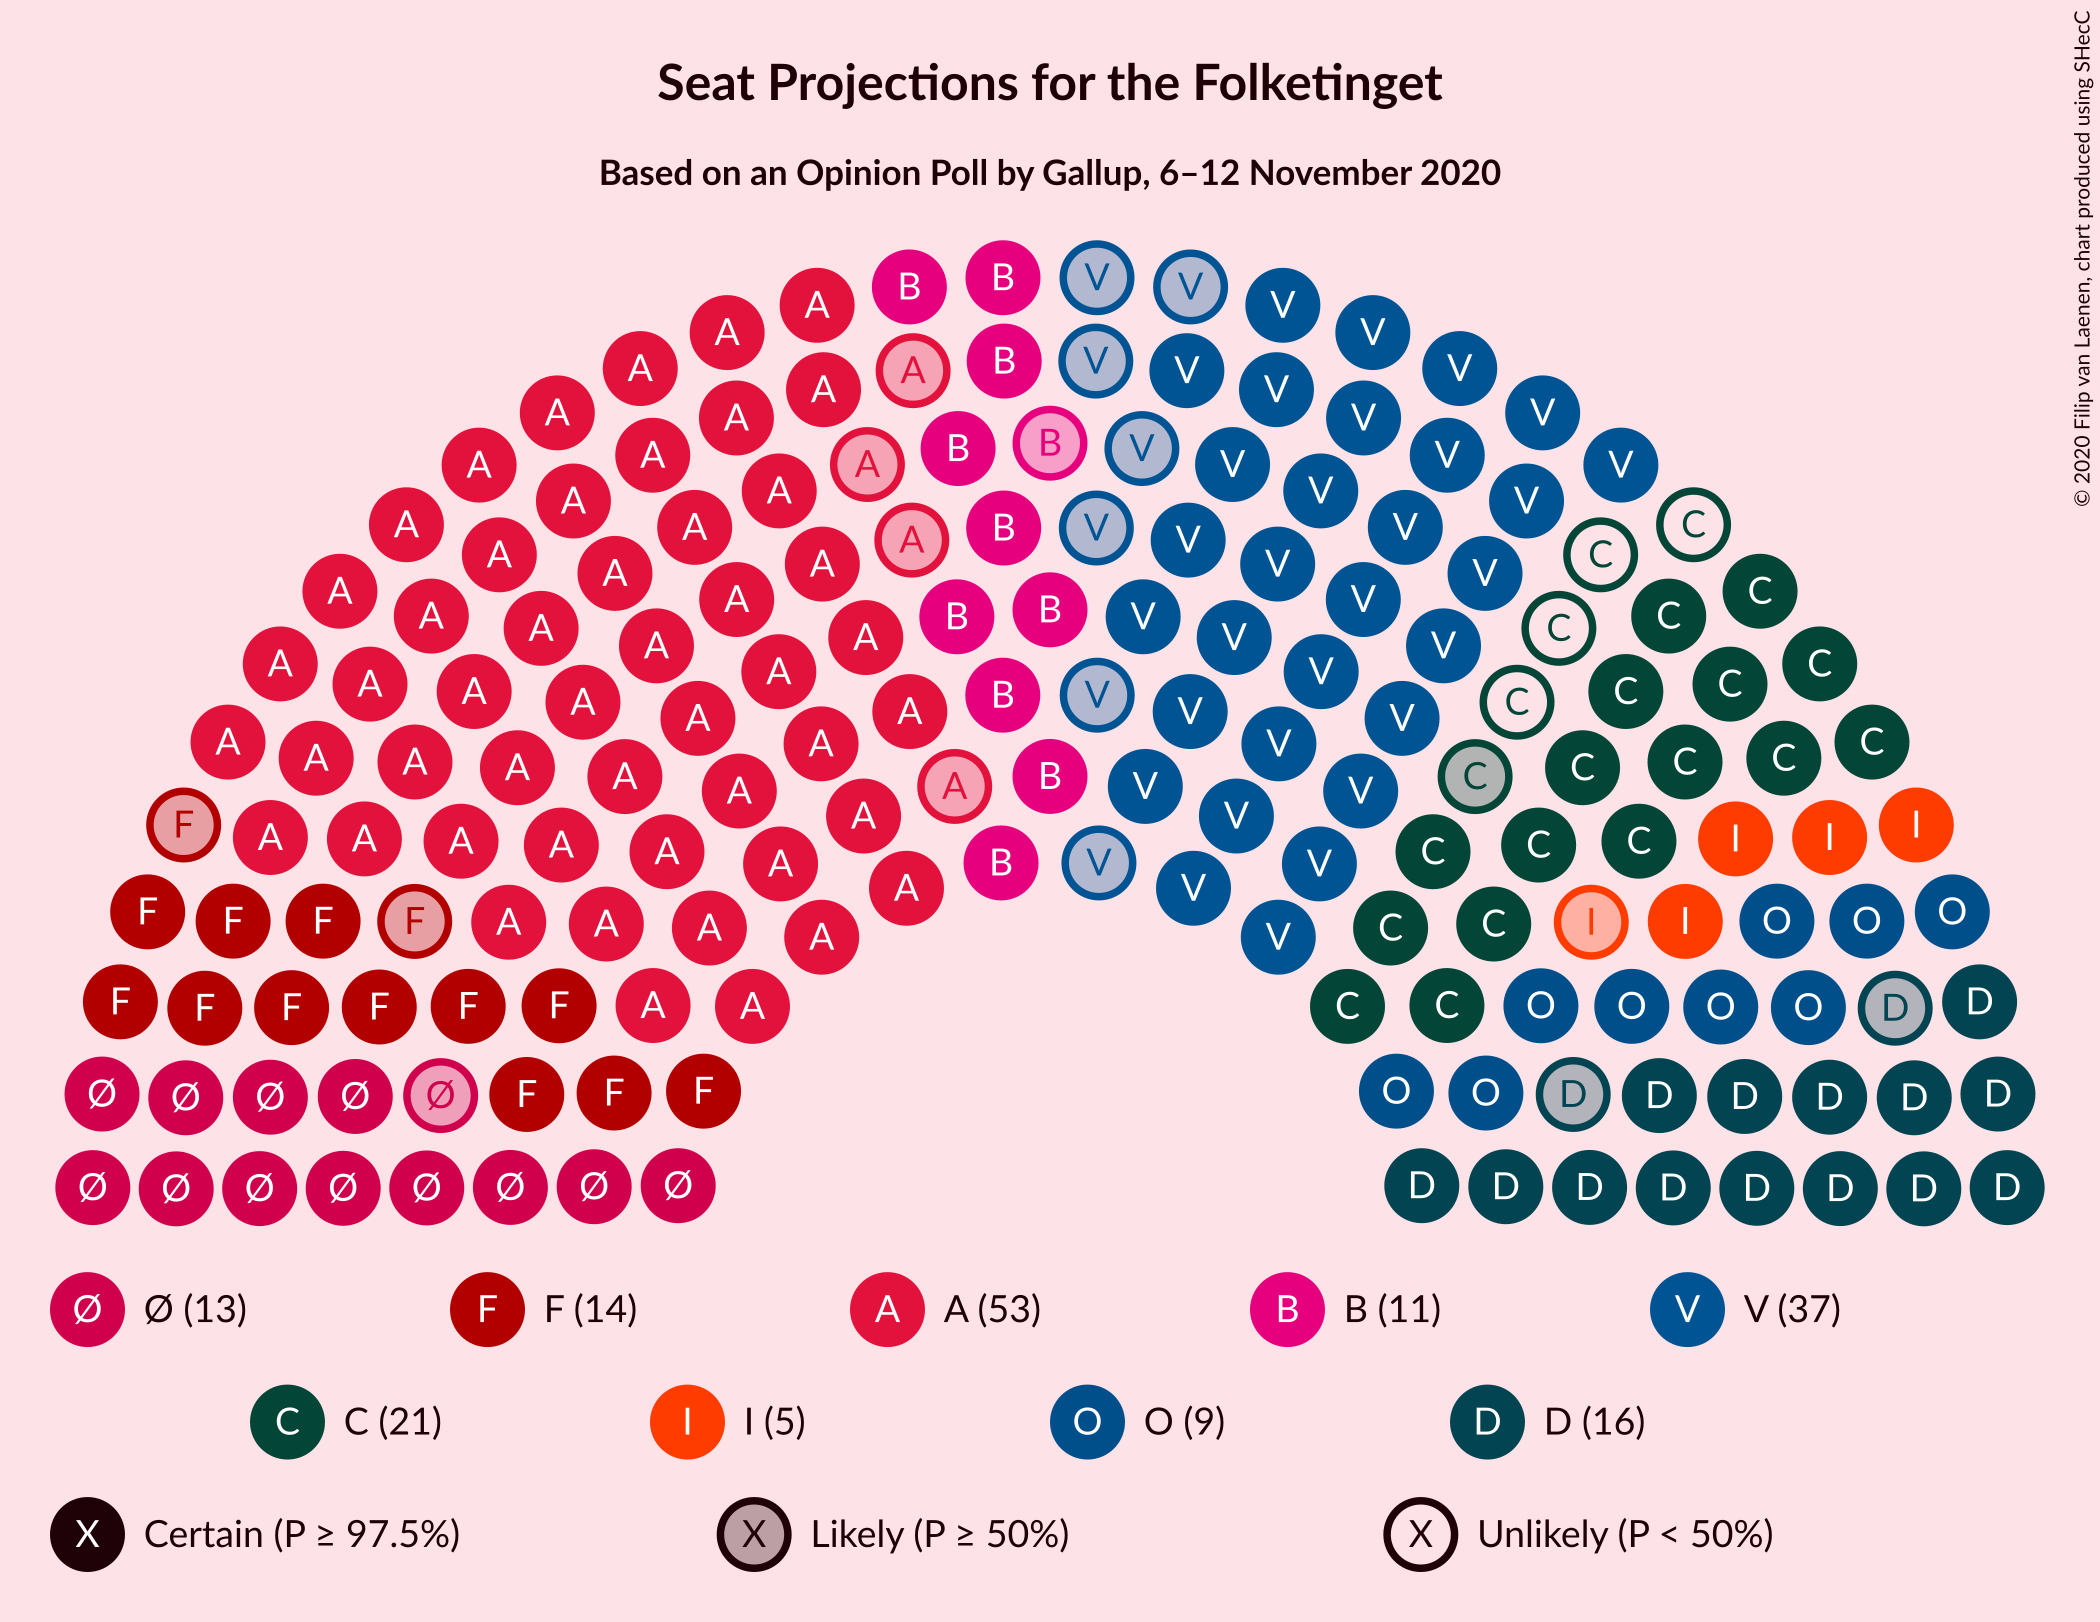 Seat Projections for the Folketinget
Based on an Opinion Poll by Gallup, 6–12 November 2020
© 2020 Filip van Laenen, chart produced using SHecC
B B V V
A A V V
A A B V V V
A A V V
A A B V V V
A A A B B V V V V
A A A A V V V C
A A A B V V V C
A A A A V V V C
A A A B B V V V C C
A A A A V V V C C
A A A A B V V V C C C
A A A A V V V C C C
A A A A A B V V V C C C C
F A A A A A A V V C C C I I I
A A B V V
F F F F A A A A V C C I I O O O
F F F F F F A A C C O O O O D D
Ø Ø Ø Ø Ø F F F O O D D D D D D
Ø Ø Ø Ø Ø Ø Ø Ø D D D D D D D D
Ø Ø (13) F F (14) A A (53) B B (11) V V (37)
C C (21) I I (5) O O (9) D D (16)
X Certain (P ≥ 97.5%) X Likely (P ≥ 50%) X Unlikely (P < 50%)